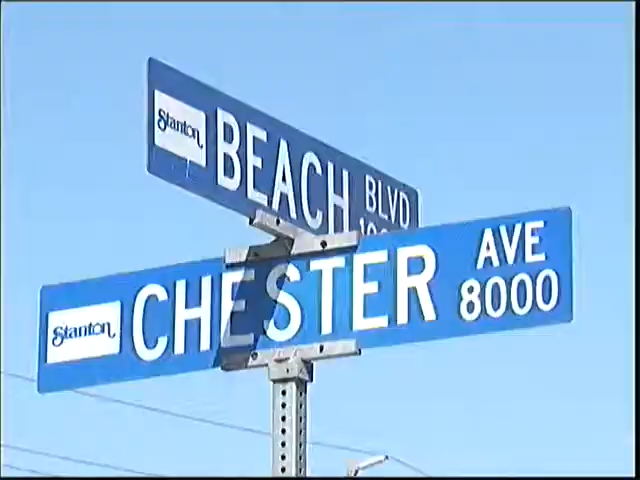 Stanton
BEACH BLVD
Stanton
CHESTER AVE
8000